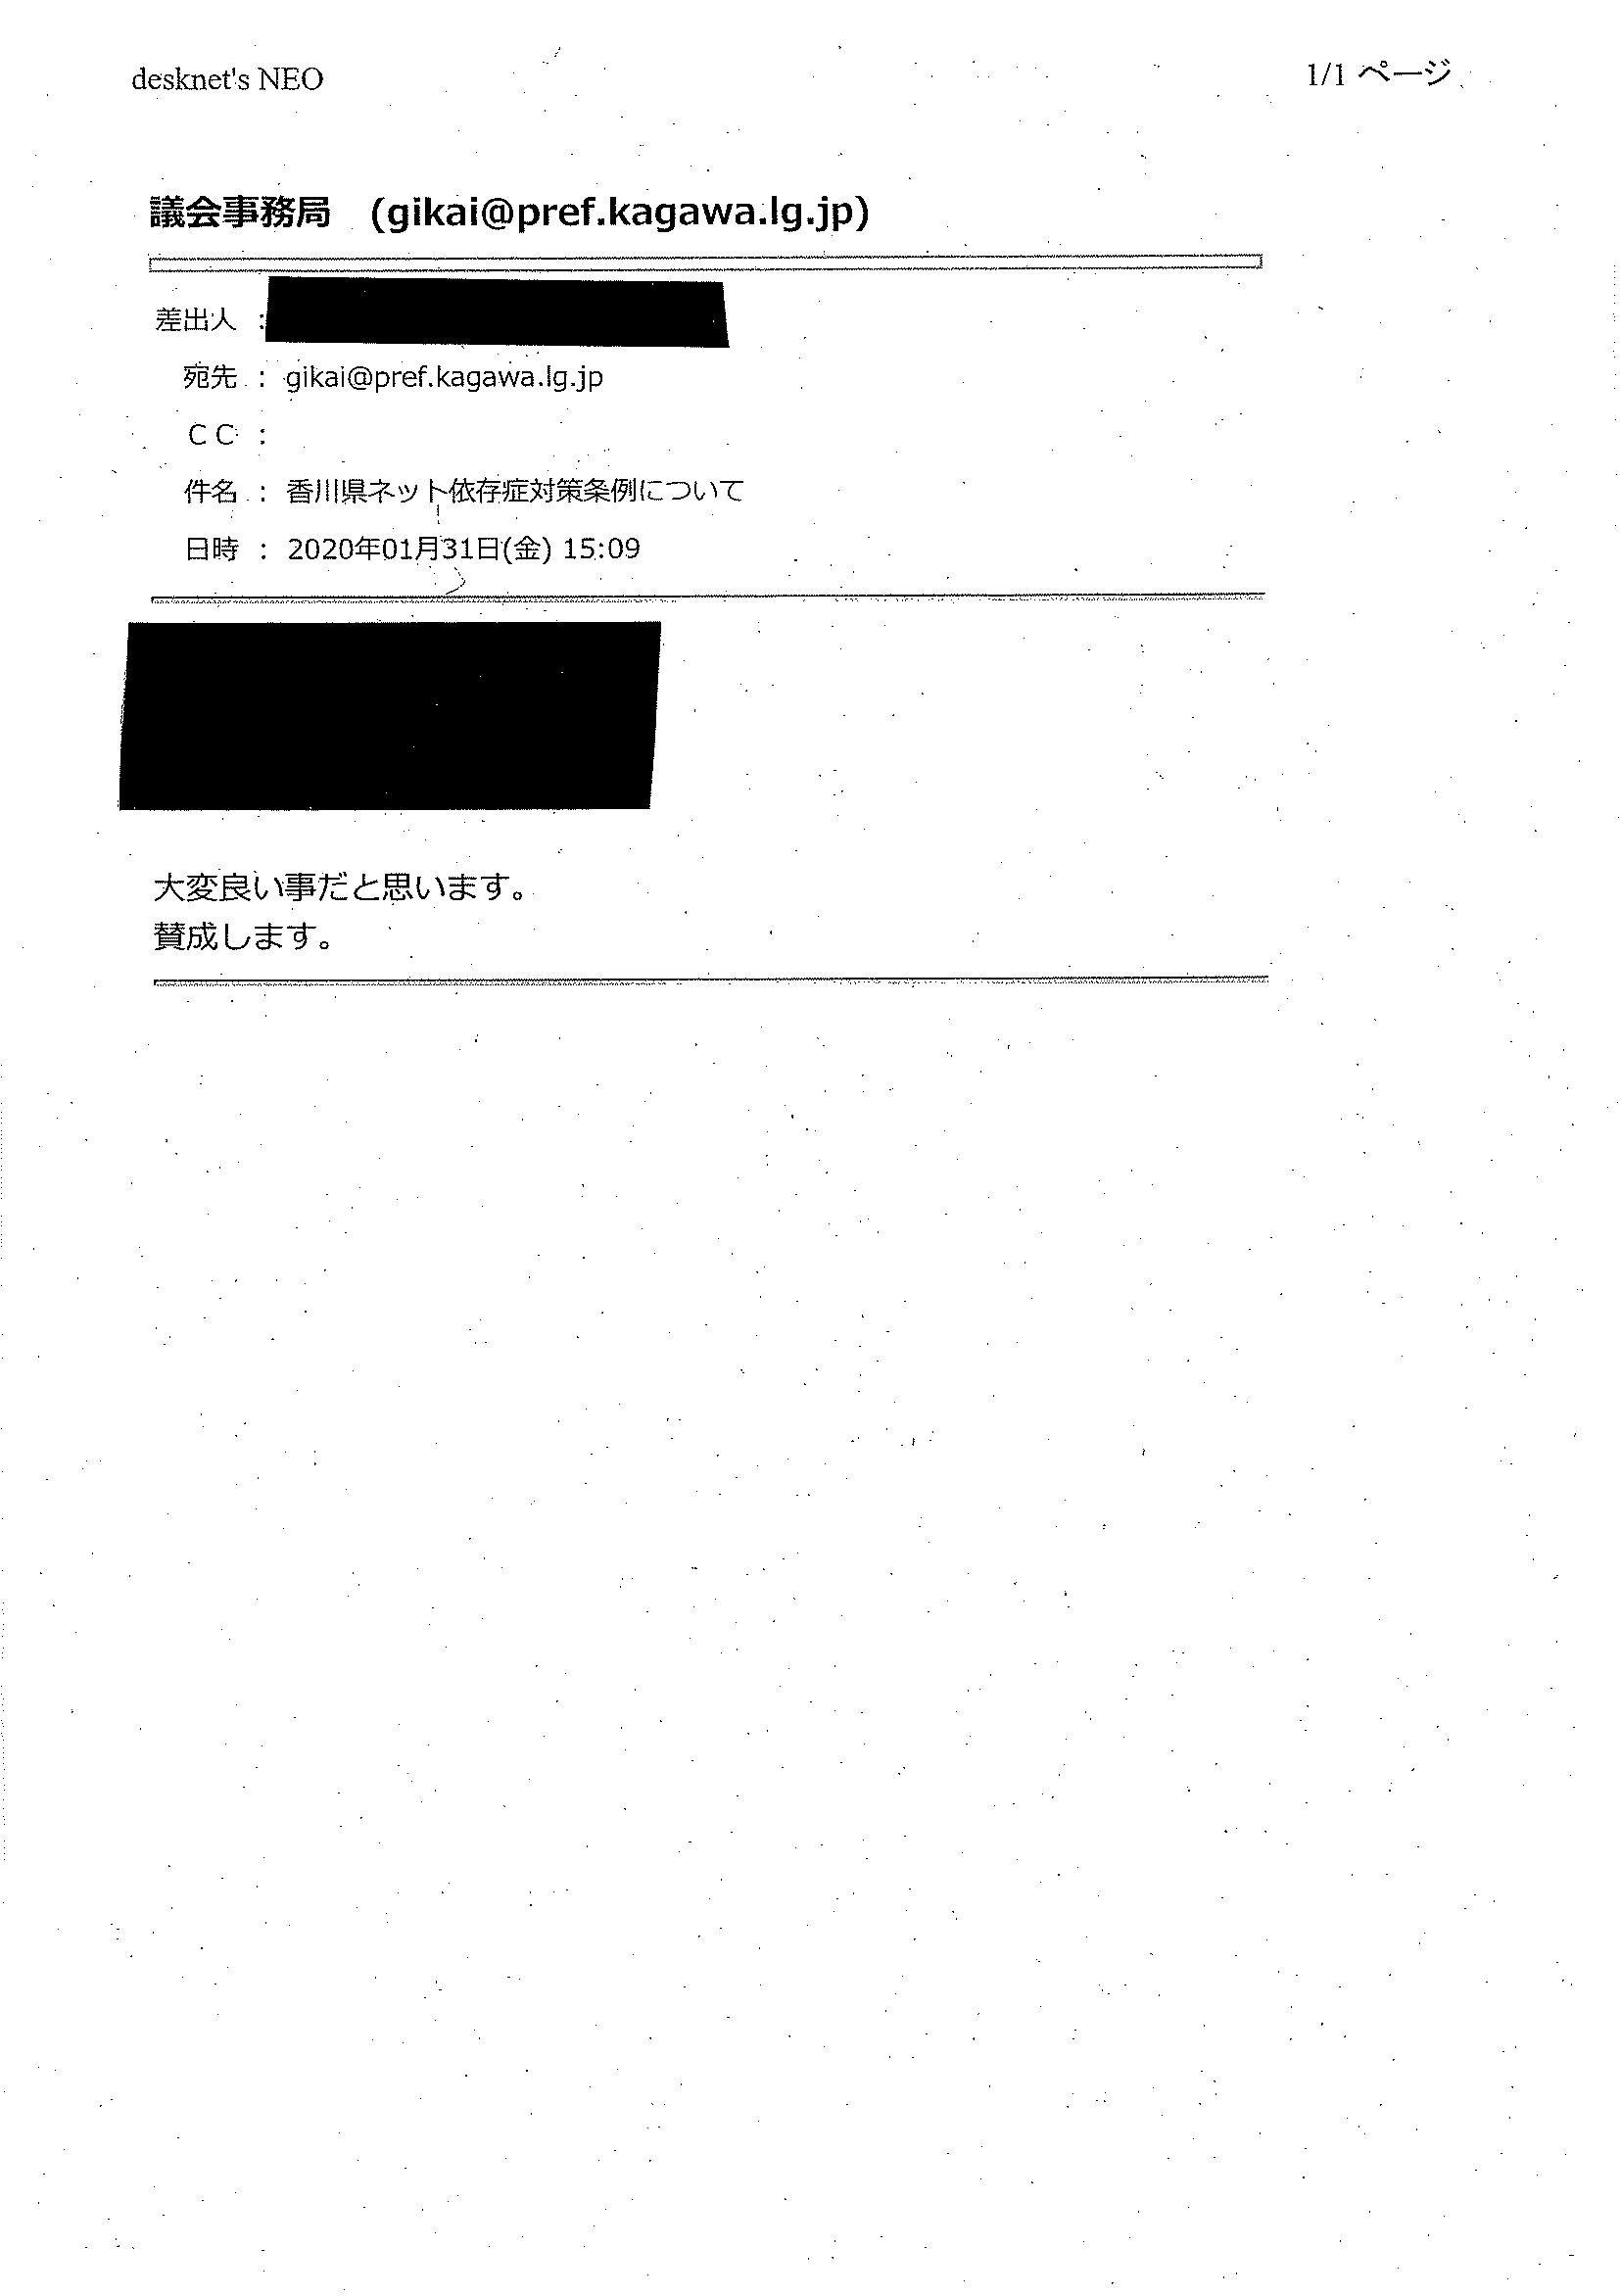 desknet's NEO
1/1 ページ
議会事務局 (gikai@pref.kagawa.lg.jp)
差出人 :
宛先 : gikai@pref.kagawa.lg.jp
ＣＣ :
件名 : 香川県ネット依存症対策条例について
日時 : 2020年01月31日(金) 15:09
大変良い事だと思います。
賛成します。